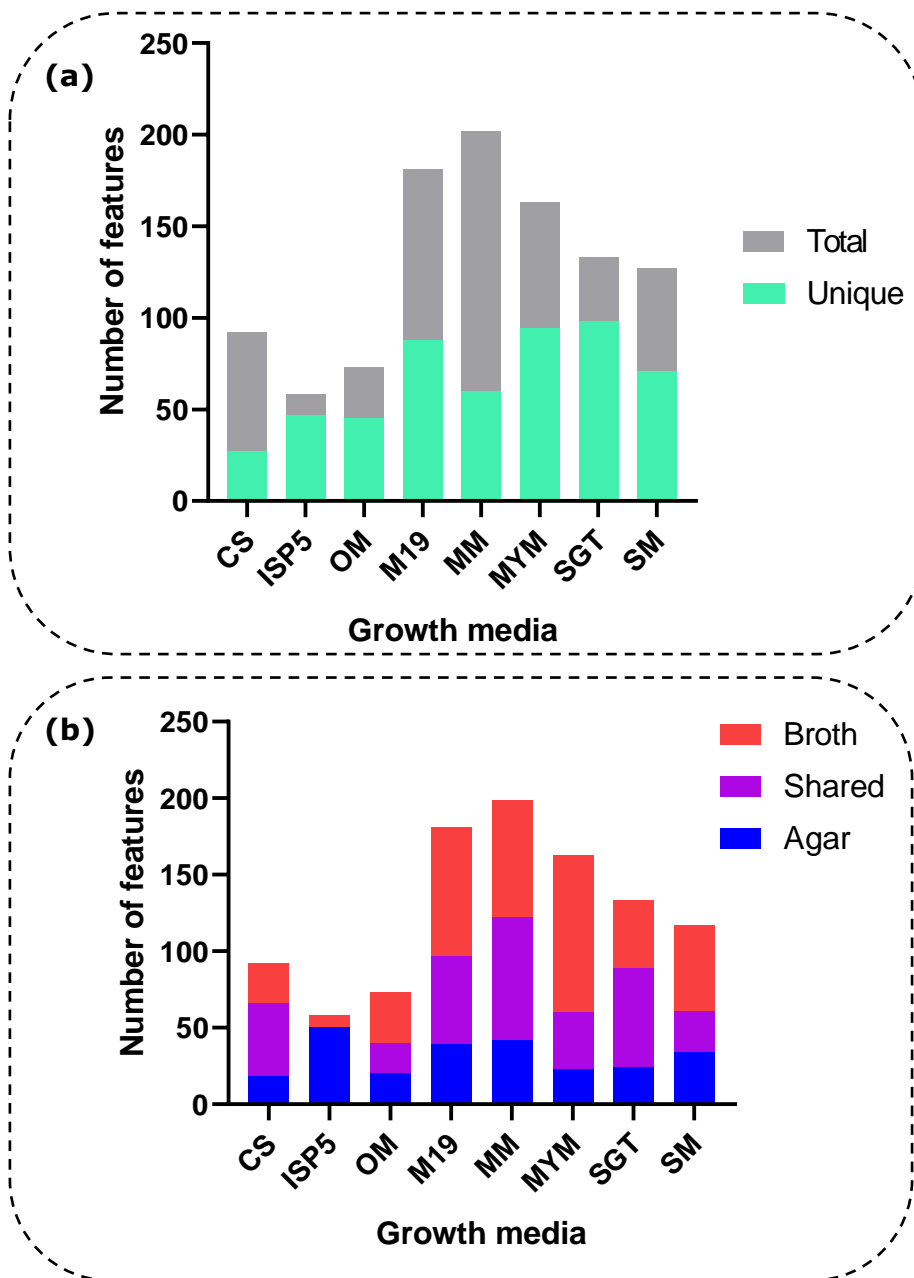 (a)
Number of features
250
200
150
100
50
0
CS
ISP5
OM
M19
MM
MYM
SGT
SM
Growth media
Total
Unique
(b)
Number of features
250
200
150
100
50
0
CS
ISP5
OM
M19
MM
MYM
SGT
SM
Growth media
Broth
Shared
Agar